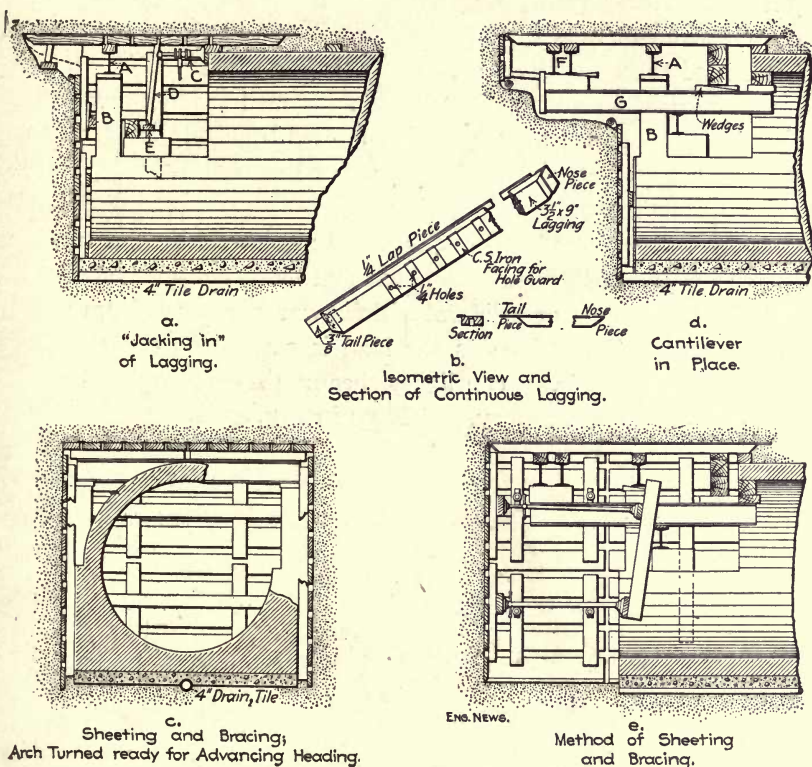 A
C
D
B
E
4" Tile Drain
a.
"Jacking in"
of Lagging.
Nose
Piece
3½" x 9"
Lagging
¼" Lap Piece
C.S. Iron
Facing for
Hole Guard
¼" Holes
⅜" Tail Piece
Section
Tail
Piece
Nose
Piece
b.
Isometric View and
Section of Continuous Lagging.
F
A
G
B
Wedges
4" Tile Drain
d.
Cantilever
in Place.
4" Drain, Tile
c.
Sheeting and Bracing;
Arch Turned ready for Advancing Heading.
ENG. NEWS.
e.
Method of Sheeting
and Bracing.